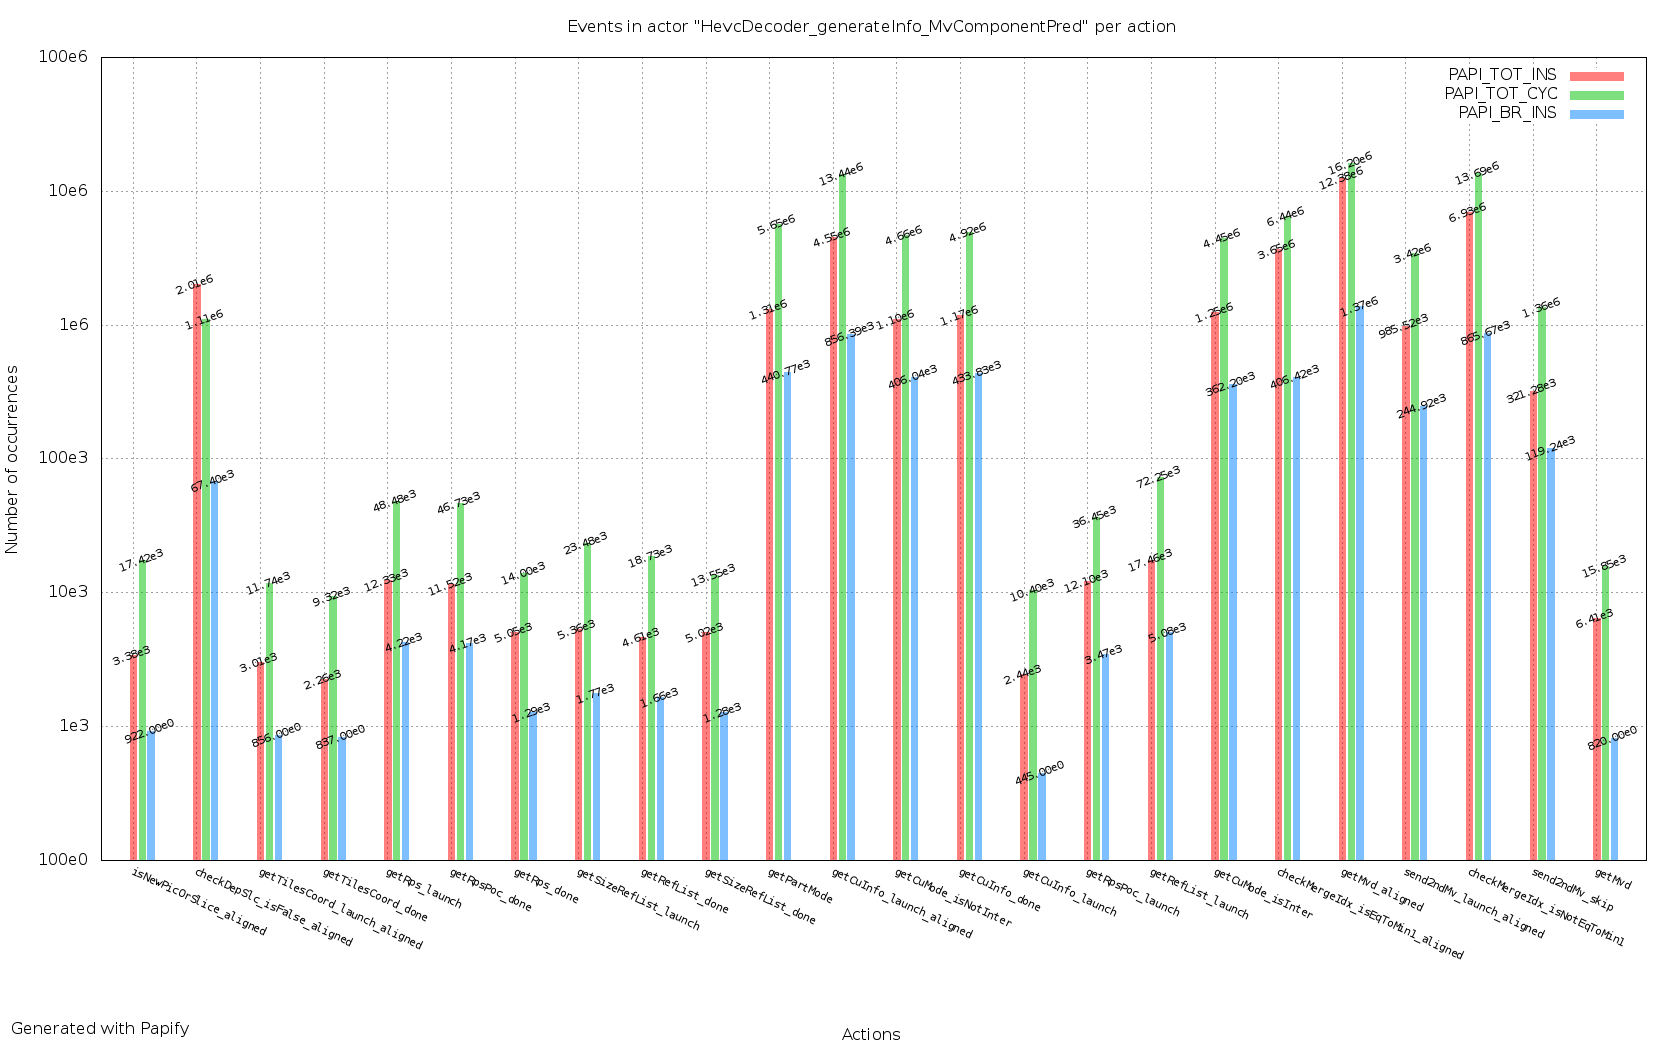 Events in actor "HevcDecoder_generateInfo_MvComponentPred" per action
100e6
10e6
1e6
100e3
10e3
1e3
100e0
Number of occurrences
PAPI_TOT_INS
PAPI_TOT_CYC
PAPI_BR_INS
3.38e3
17.42e3
922.00e0
2.01e6
1.11e6
67.40e3
3.01e3
11.74e3
856.00e0
2.26e3
9.32e3
837.00e0
12.33e3
48.48e3
4.22e3
11.52e3
46.73e3
4.17e3
5.05e3
14.00e3
1.29e3
5.36e3
23.48e3
1.77e3
4.61e3
18.73e3
1.66e3
5.02e3
13.55e3
1.28e3
1.31e6
5.65e6
440.77e3
4.55e6
13.44e6
856.39e3
1.10e6
4.66e6
406.04e3
1.17e6
4.92e6
433.83e3
2.44e3
10.40e3
445.00e0
12.10e3
36.45e3
3.47e3
17.46e3
72.25e3
5.08e3
1.25e6
4.45e6
362.20e3
3.65e6
6.44e6
406.42e3
12.38e6
16.20e6
1.37e6
985.52e3
3.42e6
244.92e3
6.93e6
13.69e6
865.67e3
321.28e3
1.36e6
119.24e3
6.41e3
15.85e3
820.00e0
isNewPicOrSlice_aligned
checkDepSlc_isFalse_aligned
getTilesCoord_launch_aligned
getTilesCoord_done
getRps_launch
getRpsPoc_done
getRps_done
getSizeRefList_launch
getRefList_done
getSizeRefList_done
getPartMode
getCuInfo_launch_aligned
getCuMode_isNotInter
getCuInfo_done
getCuInfo_launch
getRpsPoc_launch
getRefList_launch
getCuMode_isInter
checkMergeIdx_isEqToMin1_aligned
getMvd_aligned
send2ndMv_launch_aligned
checkMergeIdx_isNotEqToMin1
send2ndMv_skip
getMvd
Actions
Generated with Papify